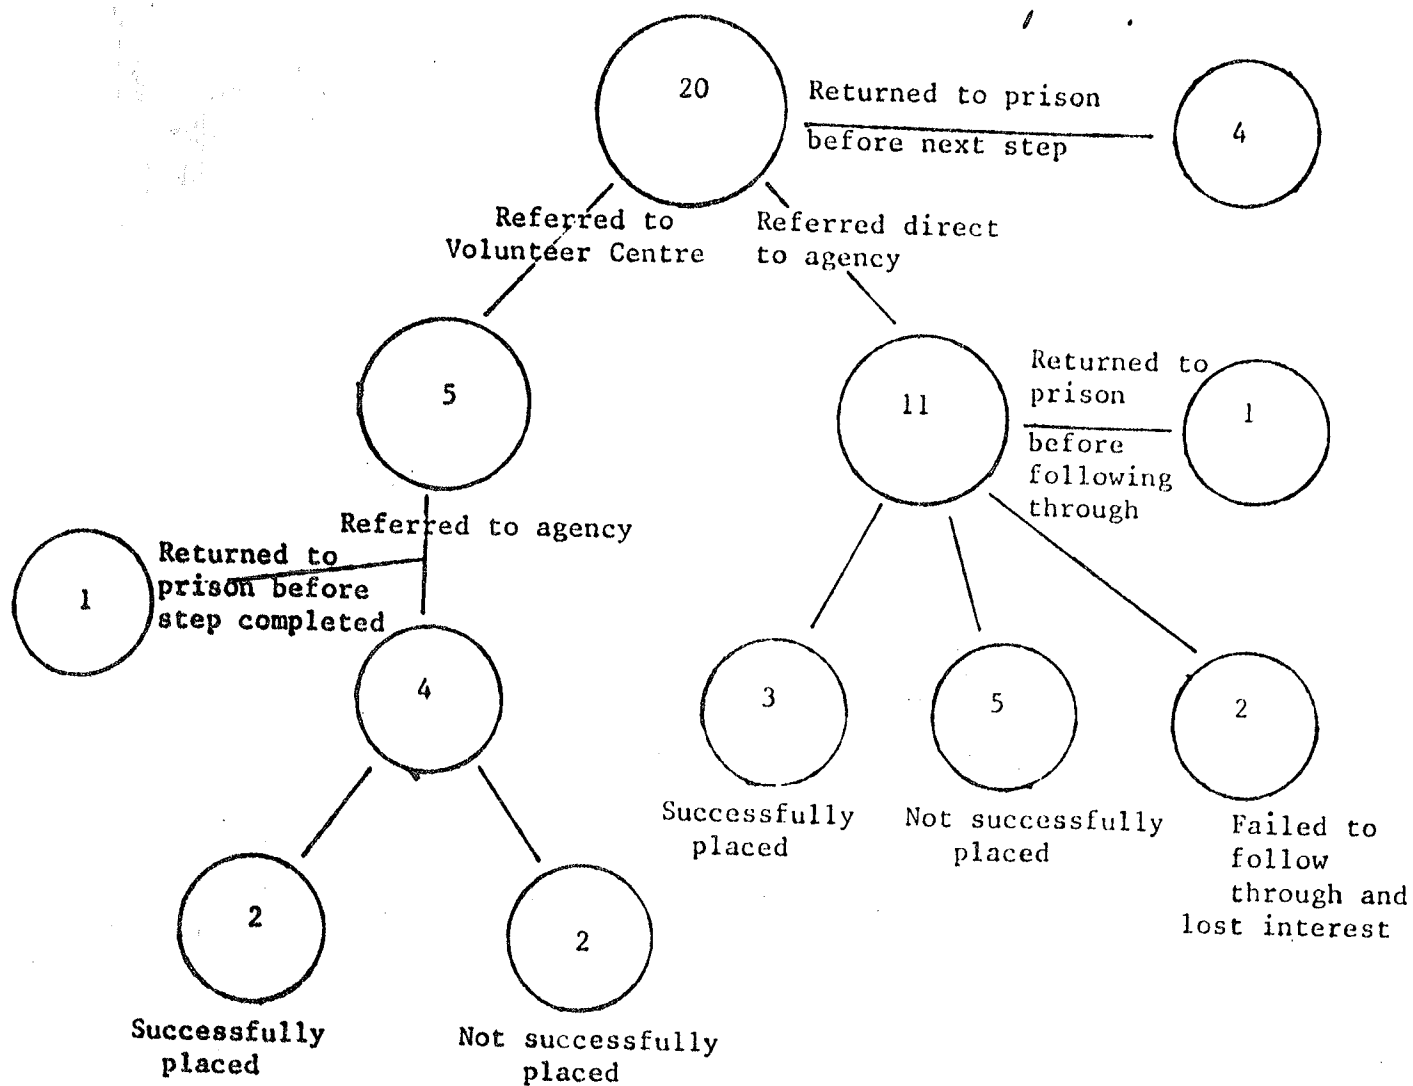 20
Returned to prison
before next step
4
Referred to
Volunteer Centre
Referred direct
to agency
5
11
Returned to
prison
before
following
through
1
Referred to agency
Returned to
prison before
step completed
1
4
3
Successfully
placed
5
Not successfully
placed
2
Failed to
follow
through and
lost interest
2
Successfully
placed
2
Not successfully
placed